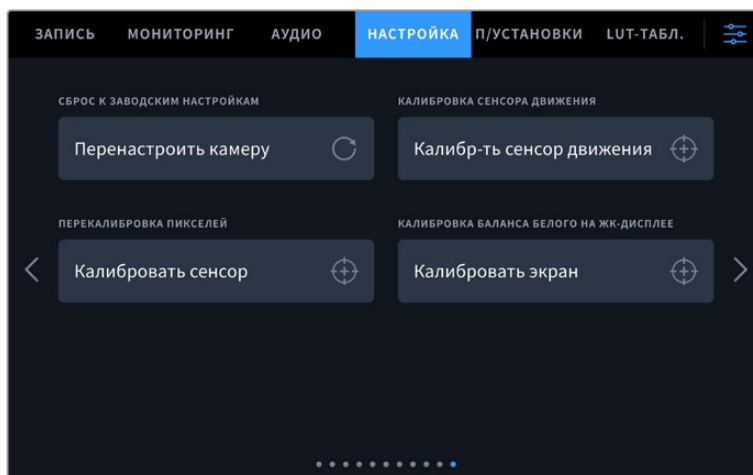 ЗАПИСЬ МОНИТОРИНГ АУДИО НАСТРОЙКА П/УСТАНОВКИ LUT-ТАБЛ.
СБРОС К ЗАВОДСКИМ НАСТРОЙКАМ
Перенастроить камеру
КАЛИБРОВКА СЕНСОРА ДВИЖЕНИЯ
Калибр-ть сенсор движения
ПЕРЕКАЛИБРОВКА ПИКСЕЛЕЙ
Калибровать сенсор
КАЛИБРОВКА БАЛАНСА БЕЛОГО НА ЖК-ДИСПЛЕЕ
Калибровать экран